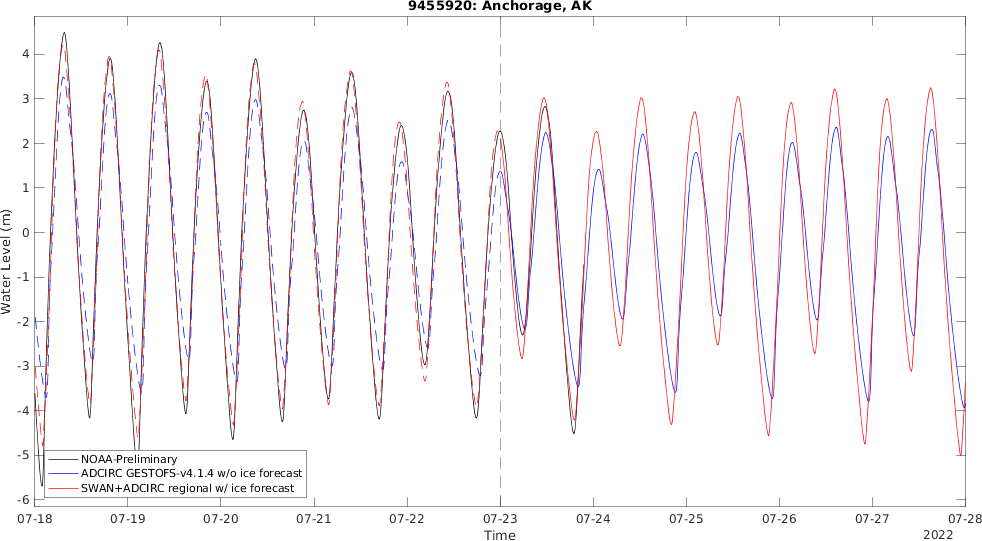 9455920: Anchorage, AK
Water Level (m)
4
3
2
1
0
-1
-2
-3
-4
-5
-6
NOAA-Preliminary
ADCIRC GESTOFS-v4.1.4 w/o ice forecast
SWAN+ADCIRC regional w/ ice forecast
07-18 07-19 07-20 07-21 07-22 07-23 07-24 07-25 07-26 07-27 07-28
Time
2022